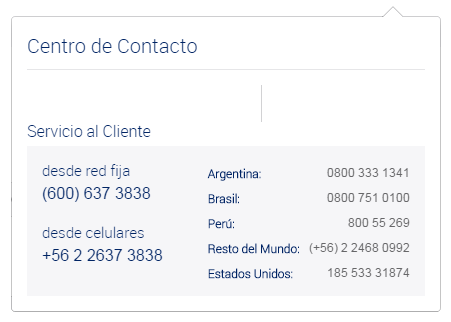 Centro de Contacto
Servicio al Cliente
desde red fija
(600) 637 3838
desde celulares
+56 2 2637 3838
Argentina: 0800 333 1341
Brasil: 0800 751 0100
Perú: 800 55 269
Resto del Mundo: (+56) 2 2468 0992
Estados Unidos: 185 533 31874